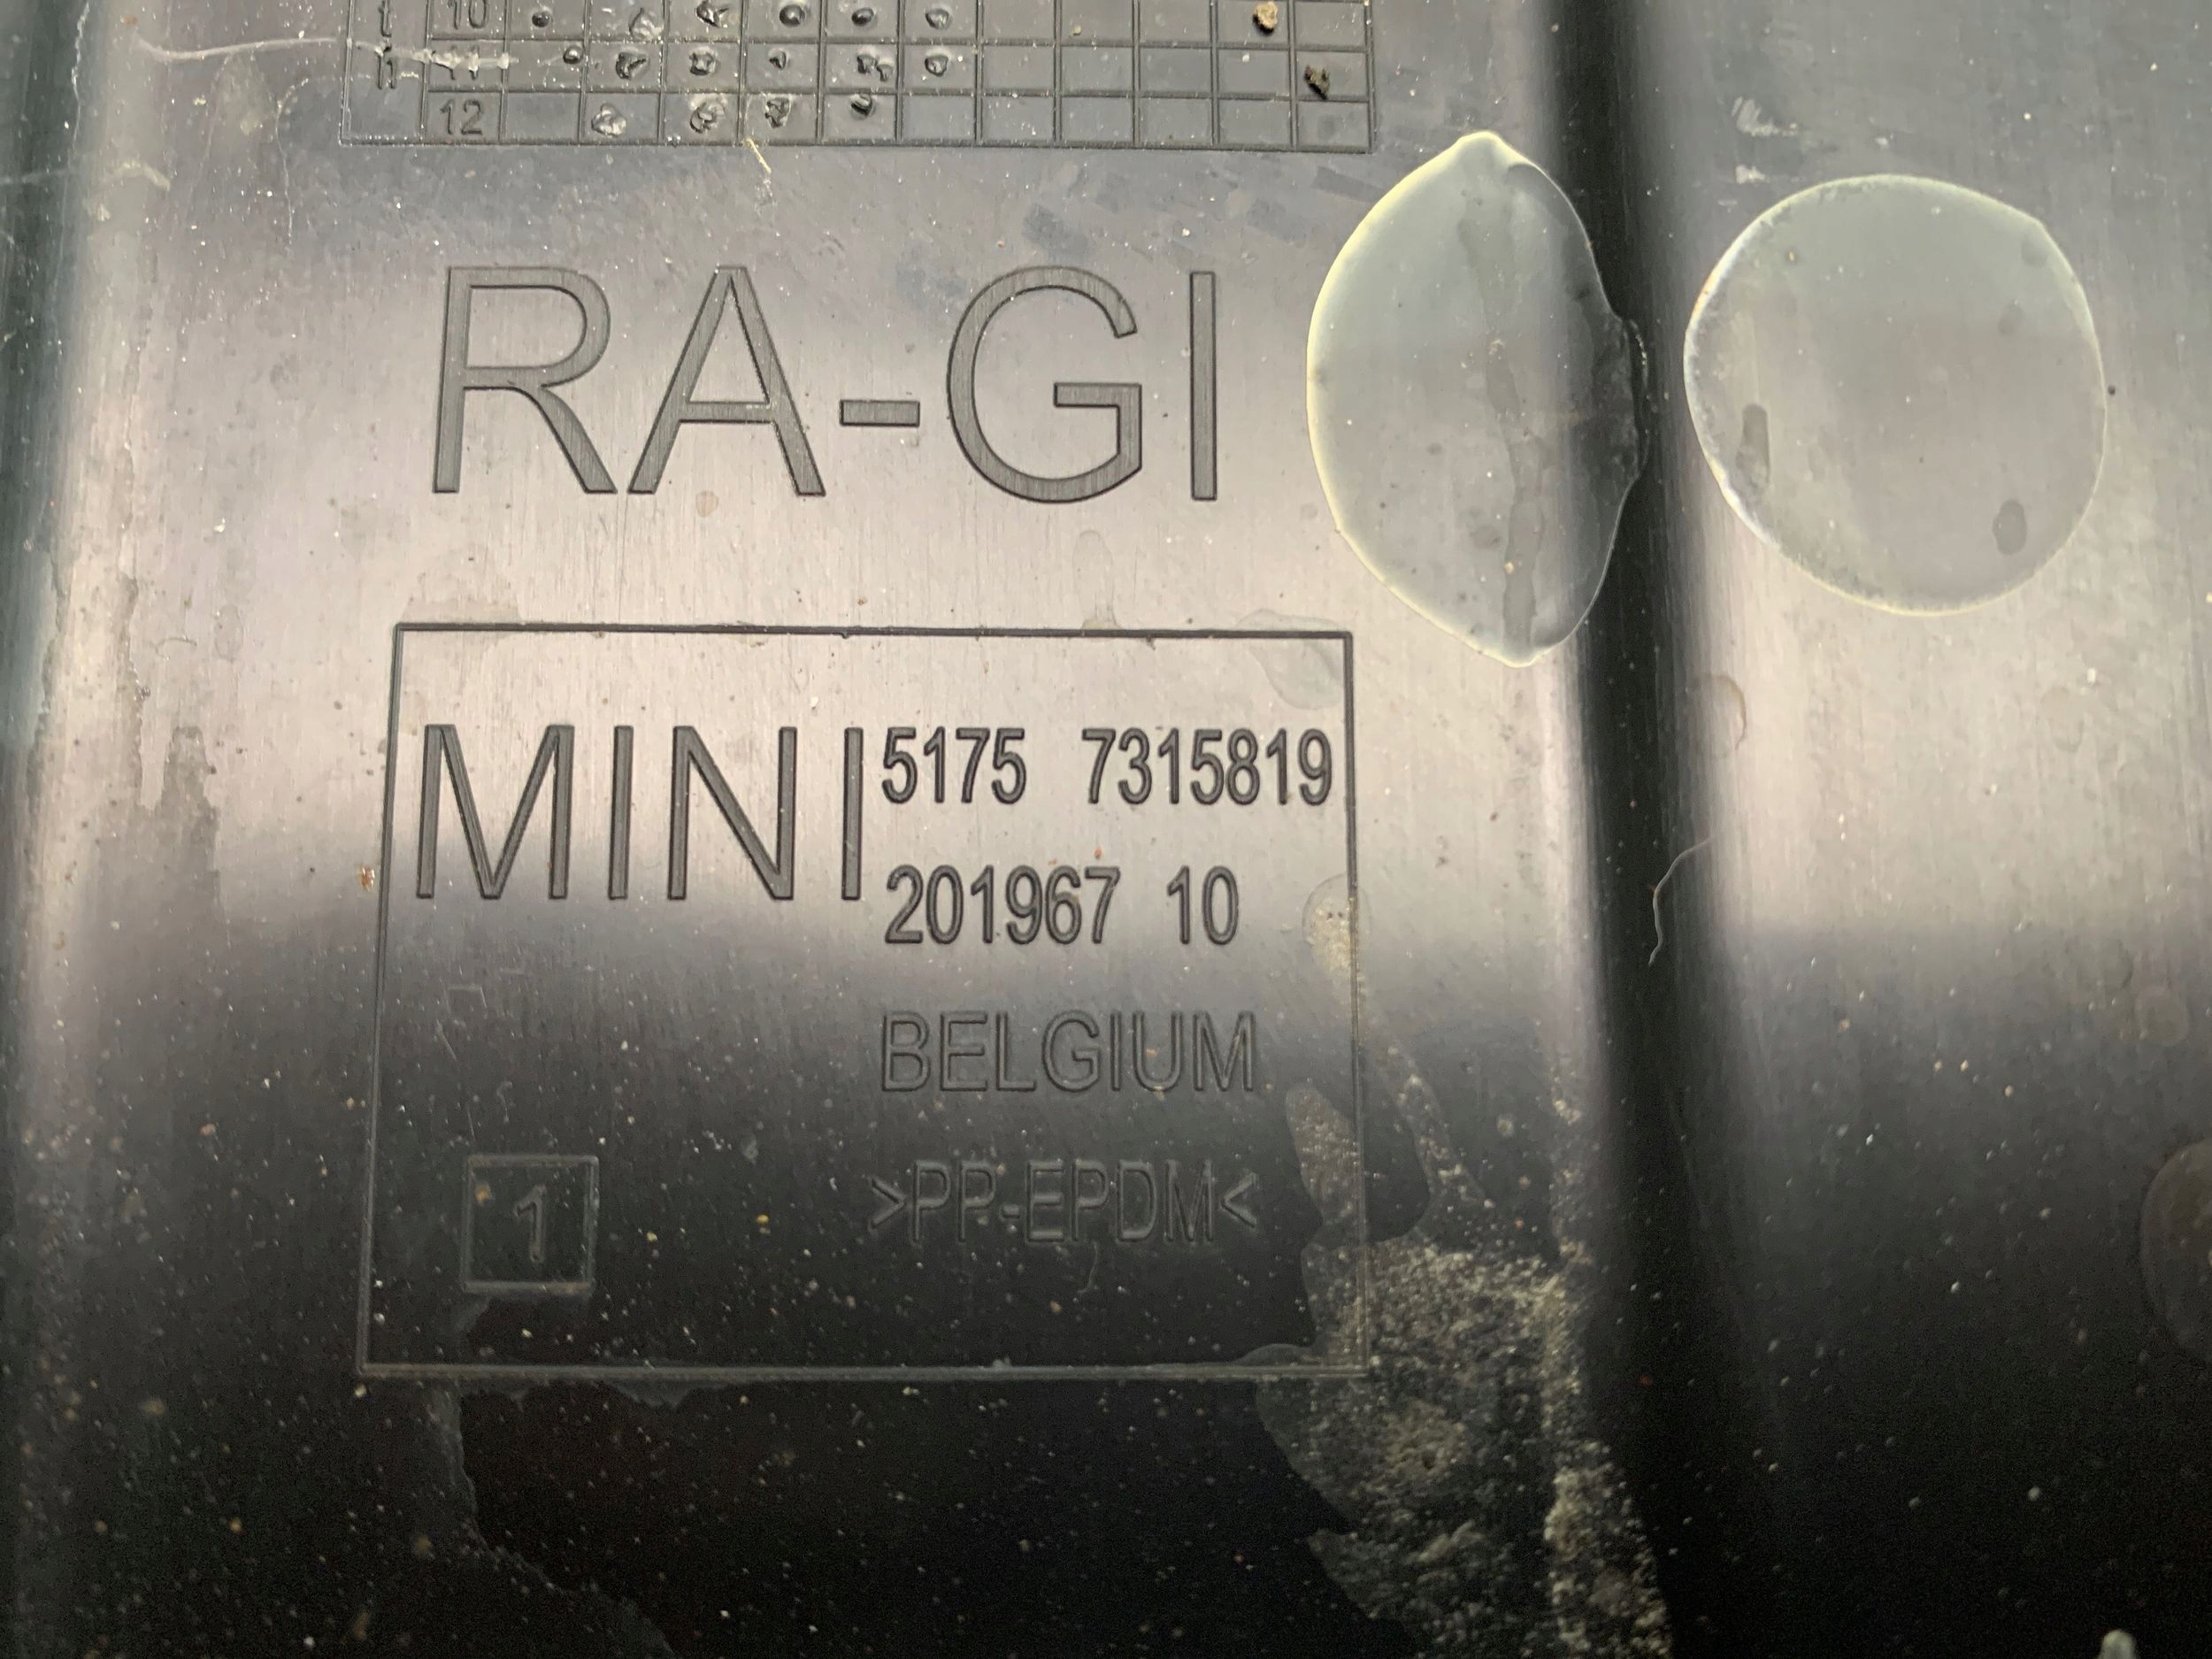 10
11
12
RA-GI
MINI 5175 7315819
201967 10
BELGIUM
1
>PP-EPDM<